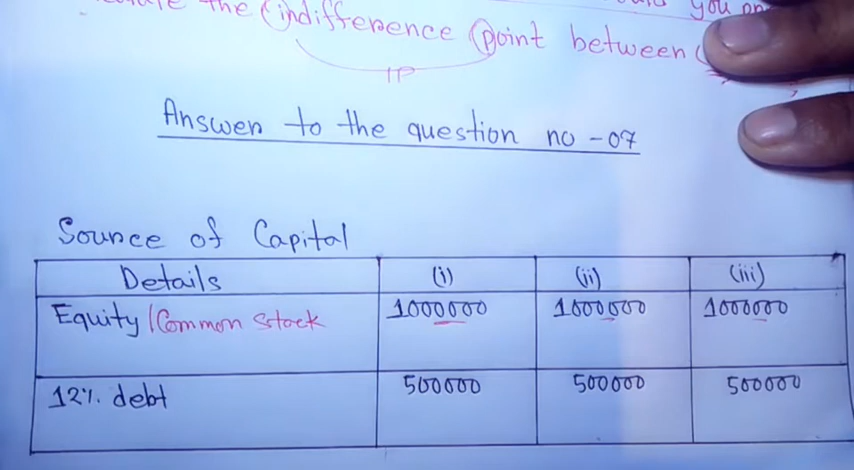 the indifference point between
IP
Answer to the question no - 07
Source of Capital
Details (i) (ii) (iii)
Equity/Common stock 1000000 1000000 1000000
12% debt 500000 500000 500000